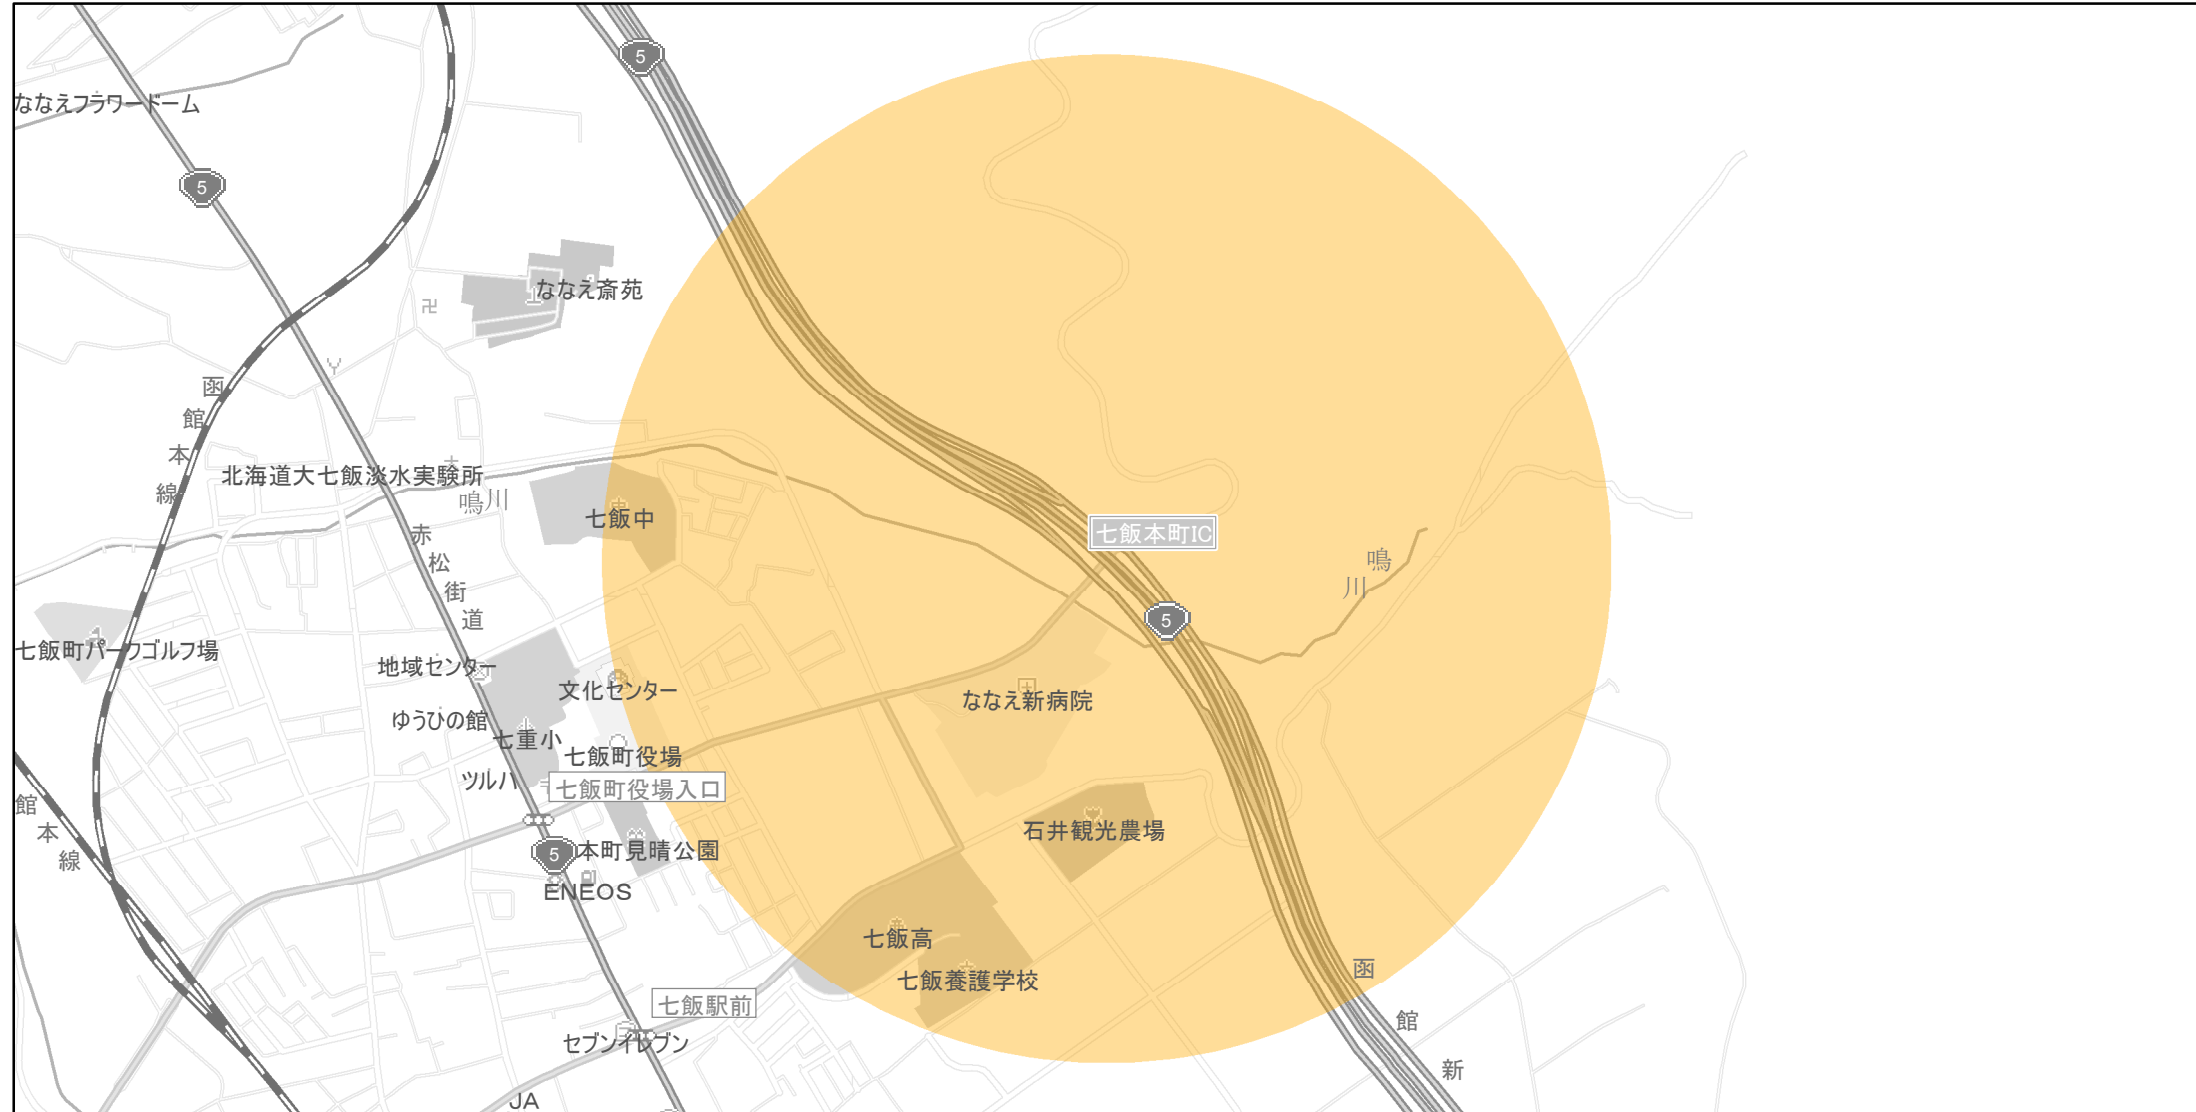 5
ななえフラワードーム
5
ななえ斎苑
函館本線
北海道大七飯淡水実験所
鳴川
七飯中
赤松街道
七飯本町IC
鳴川
5
七飯町パークゴルフ場
地域センター
文化センター
ななえ新病院
ゆうひの館
七重小
七飯町役場
ツルハ
七飯町役場入口
館本線
石井観光農場
5
本町見晴公園
ENEOS
七飯高
七飯養護学校
函館新
七飯駅前
セブンイレブン
JA